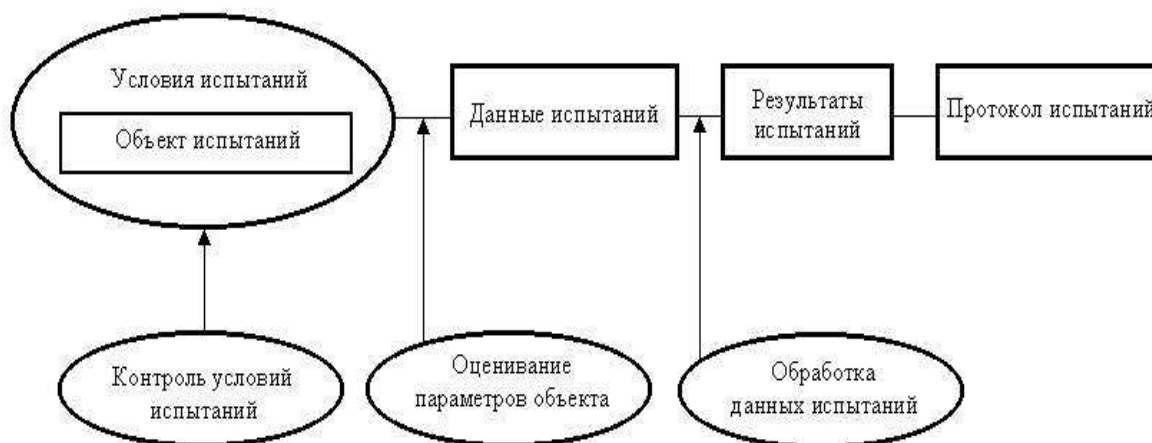 Условия испытаний
Объект испытаний
Данные испытаний
Результаты
испытаний
Протокол испытаний
Контроль условий
испытаний
Оценивание
параметров объекта
Обработка
данных испытаний